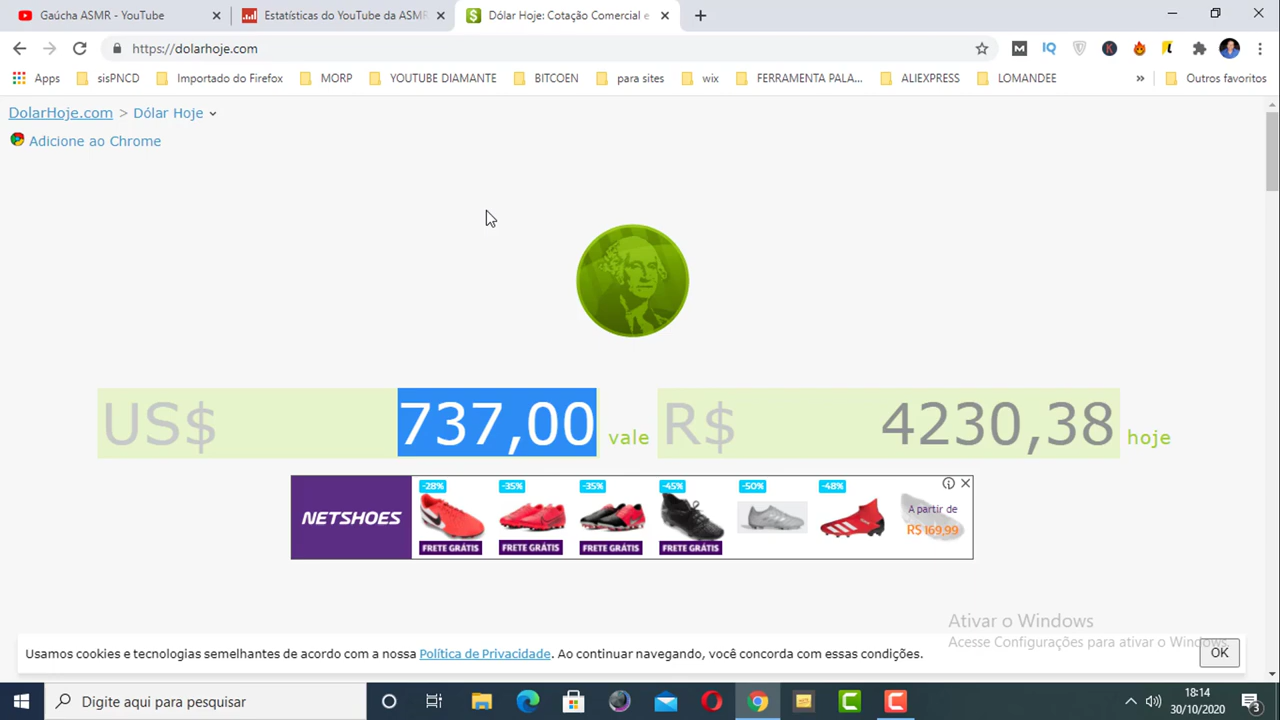 Gaúcha ASMR - YouTube
Estatísticas do YouTube da ASMR
Dólar Hoje: Cotação Comercial e
https://dolarhoje.com
Apps
sisPNCD
Importado do Firefox
MORP
YOUTUBE DIAMANTE
BITCOEN
para sites
wix
FERRAMENTA PALA...
ALIEXPRESS
LOMANDEE
»
Outros favoritos
DolarHoje.com > Dólar Hoje
Adicione ao Chrome
US$ 737,00 vale R$ 4230,38 hoje
NETSHOES
-28%
-35%
-35%
-45%
-50%
-48%
FRETE GRÁTIS
FRETE GRÁTIS
FRETE GRÁTIS
FRETE GRÁTIS
A partir de
R$ 169,99
Ativar o Windows
Acesse Configurações para ativar o Windows.
Usamos cookies e tecnologias semelhantes de acordo com a nossa Política de Privacidade. Ao continuar navegando, você concorda com essas condições.
OK
Digite aqui para pesquisar
18:14
30/10/2020
3